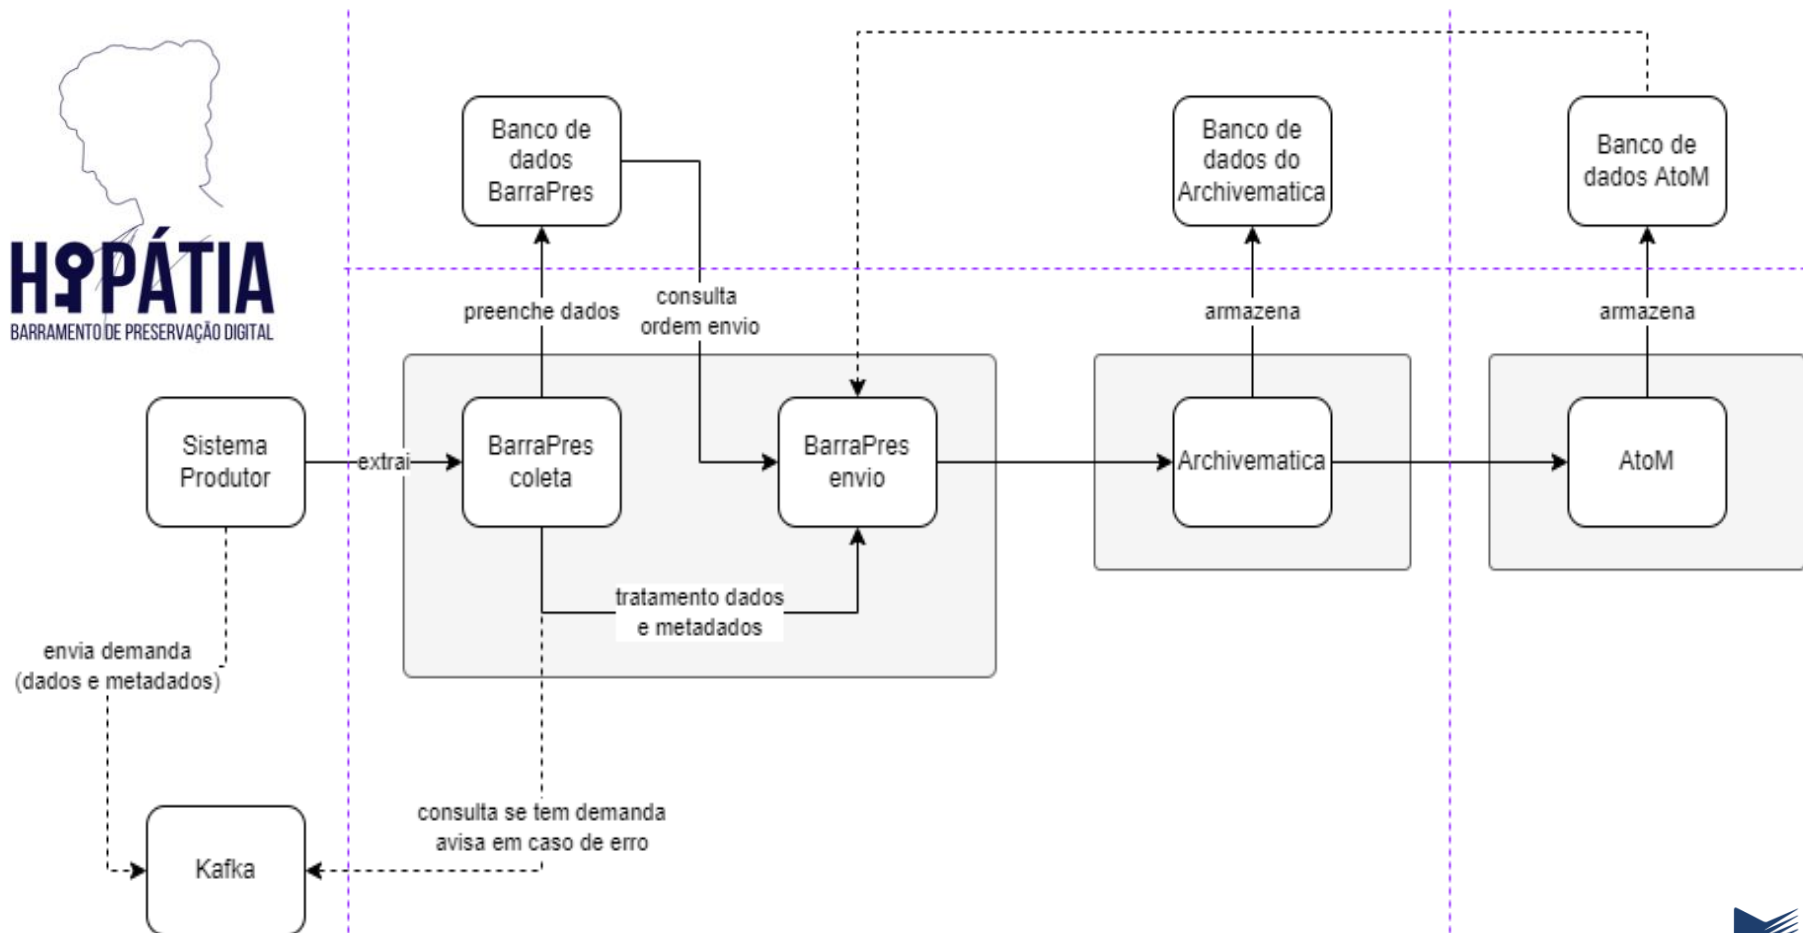 HIPÁTIA
BARRAMENTO DE PRESERVAÇÃO DIGITAL
Banco de
dados
BarraPres
Banco de
dados do
Archivematica
Banco de
dados AtoM
preenche dados
consulta
ordem envio
armazena
armazena
Sistema
Produtor
extrai
BarraPres
coleta
BarraPres
envio
Archivematica
AtoM
tratamento dados
e metadados
envia demanda
(dados e metadados)
consulta se tem demanda
avisa em caso de erro
Kafka